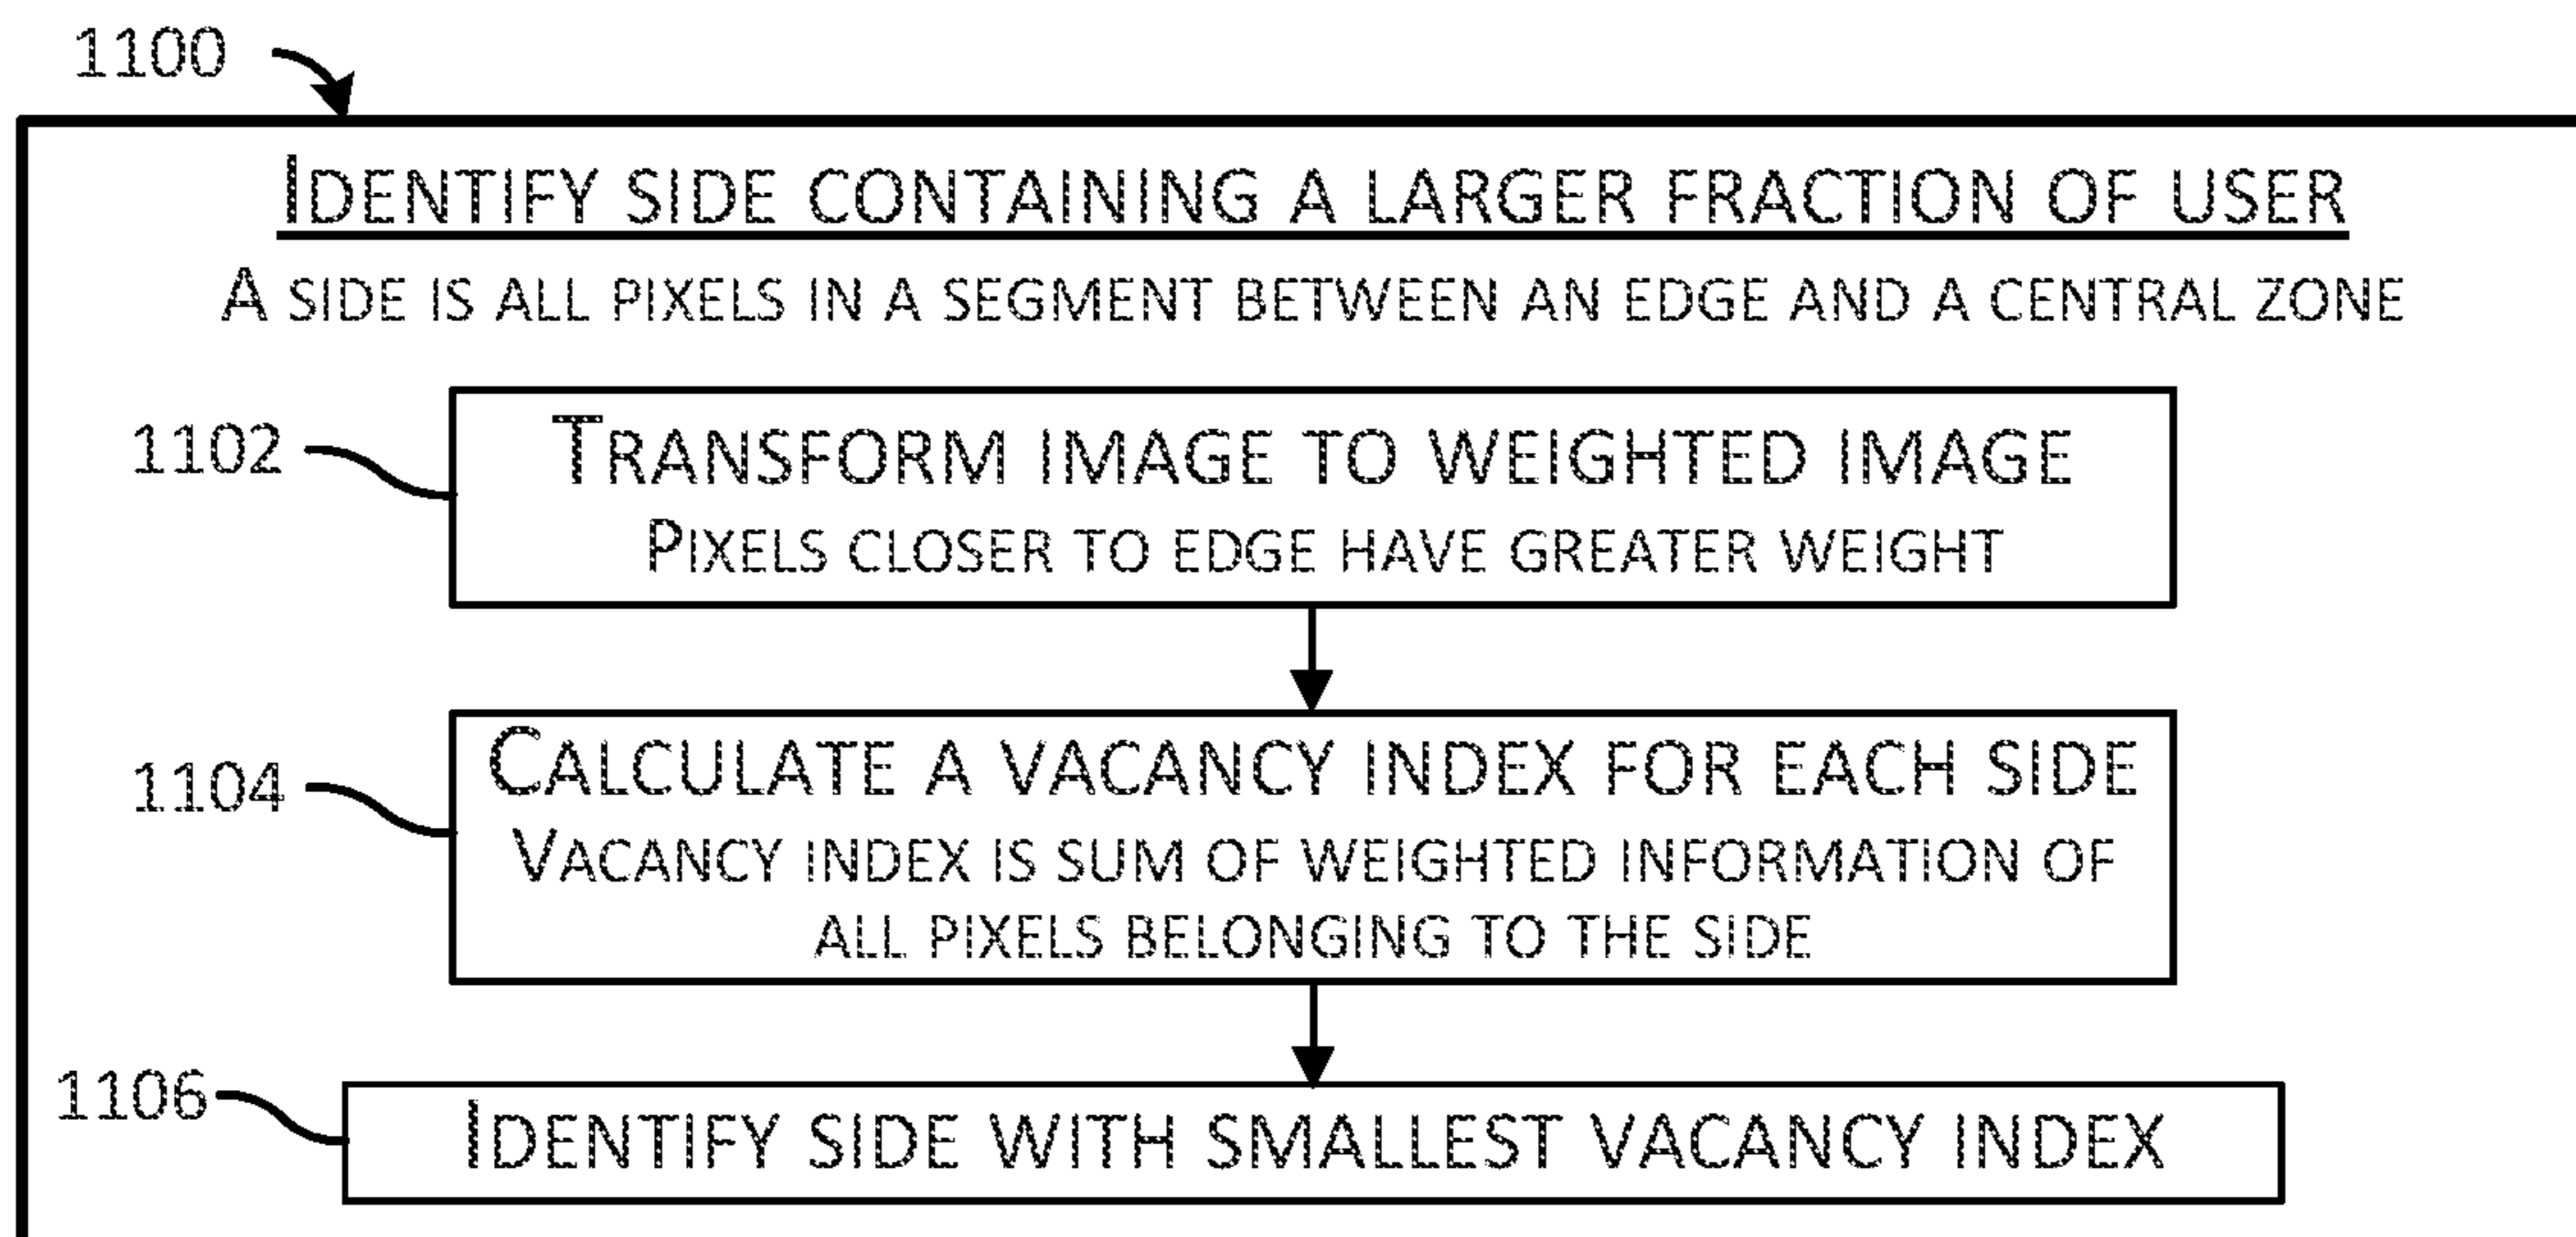 1100
Identify side containing a larger fraction of user
A side is all pixels in a segment between an edge and a central zone
1102
Transform image to weighted image
Pixels closer to edge have greater weight
1104
Calculate a vacancy index for each side
Vacancy index is sum of weighted information of
all pixels belonging to the side
1106
Identify side with smallest vacancy index